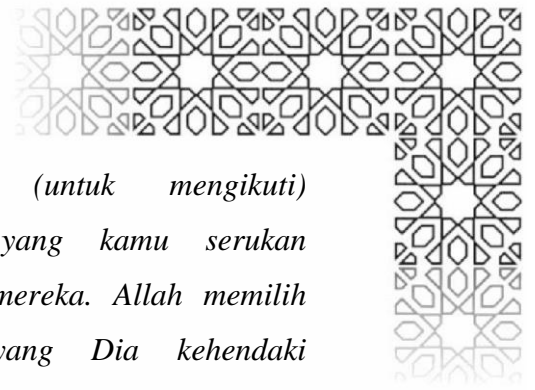 (untuk mengikuti)
yang kamu serukan
mereka. Allah memilih
yang Dia kehendaki